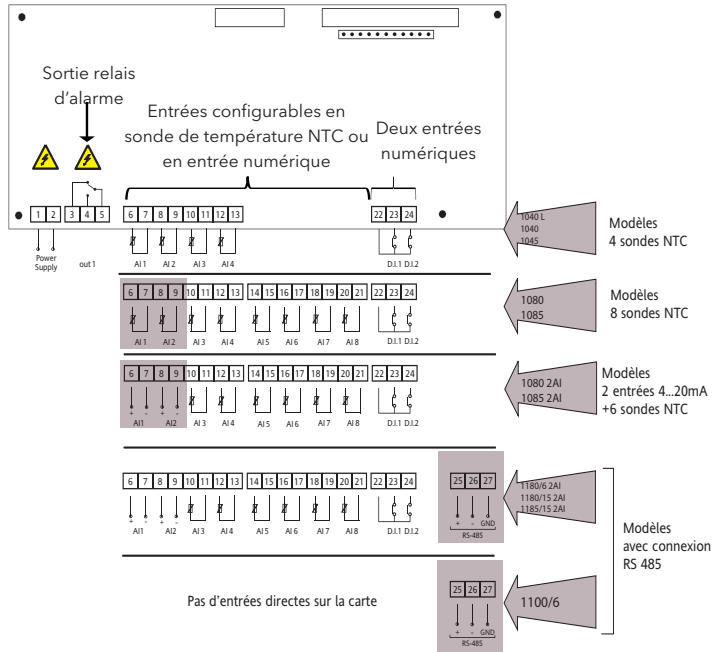 Sortie relais
d'alarme
Entrées configurables en
sonde de température NTC ou
en entrée numérique
Deux entrées
numériques
1 2 3 4 5 6 7 8 9 10 11 12 13 22 23 24
Power
Supply
out 1
AI 1 AI 2 AI 3 AI 4 D.I.1 D.I.2
1040 L
1040
1045
Modèles
4 sondes NTC
6 7 8 9 10 11 12 13 14 15 16 17 18 19 20 21 22 23 24
AI 1 AI 2 AI 3 AI 4 AI 5 AI 6 AI 7 AI 8 D.I.1 D.I.2
1080
1085
Modèles
8 sondes NTC
6 7 8 9 10 11 12 13 14 15 16 17 18 19 20 21 22 23 24
+ - + -
AI1 AI2 AI 3 AI 4 AI 5 AI 6 AI 7 AI 8 D.I.1 D.I.2
1080 2AI
1085 2AI
Modèles
2 entrées 4...20mA
+6 sondes NTC
6 7 8 9 10 11 12 13 14 15 16 17 18 19 20 21 22 23 24 25 26 27
+ - + - + - GND
AI1 AI2 AI 3 AI 4 AI 5 AI 6 AI 7 AI 8 D.I.1 D.I.2 RS-485
1180/6 2AI
1180/15 2AI
1185/15 2AI
Modèles
avec connexion
RS 485
Pas d'entrées directes sur la carte
25 26 27
+ - GND
RS-485
1100/6